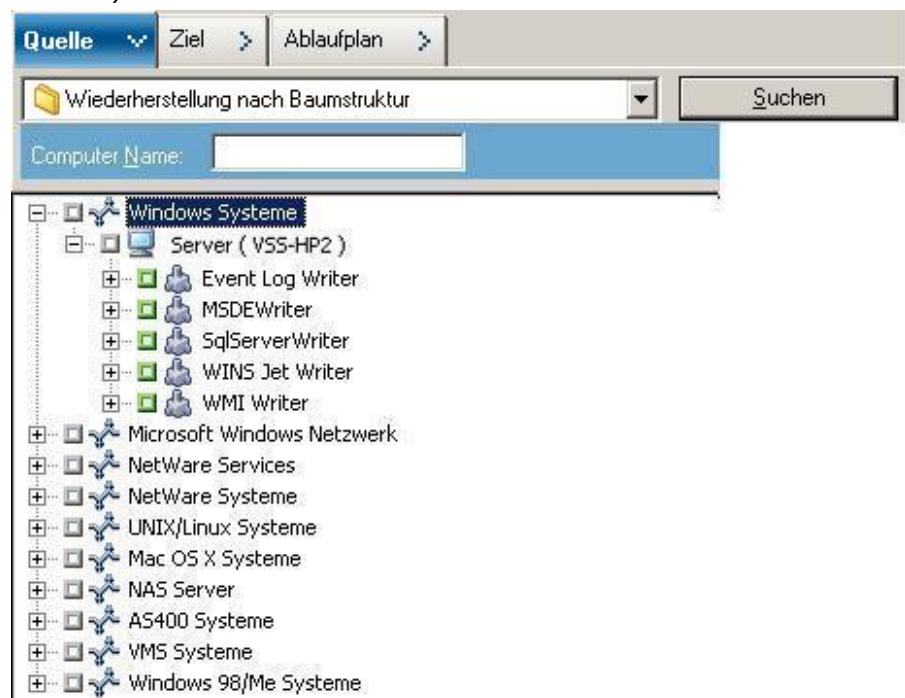 Quelle Ziel Ablaufplan
Wiederherstellung nach Baumstruktur Suchen
Computer Name:
Windows Systeme
Server ( VSS-HP2 )
Event Log Writer
MSDEWriter
SqlServerWriter
WINS Jet Writer
WMI Writer
Microsoft Windows Netzwerk
NetWare Services
NetWare Systeme
UNIX/Linux Systeme
Mac OS X Systeme
NAS Server
AS400 Systeme
VMS Systeme
Windows 98/Me Systeme